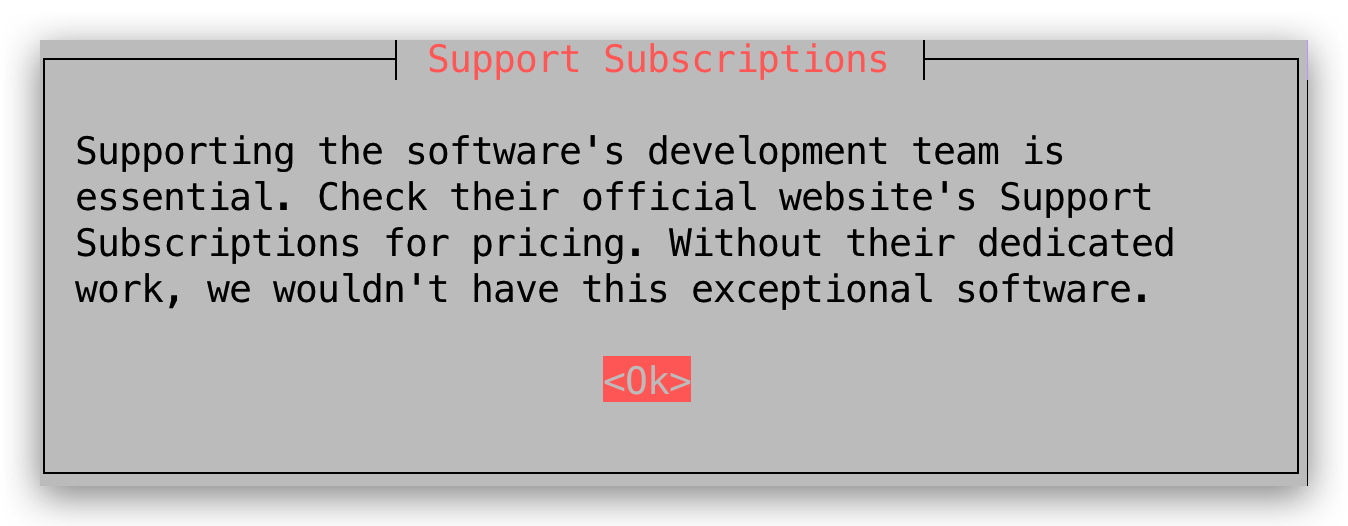 Support Subscriptions
Supporting the software's development team is
essential. Check their official website's Support
Subscriptions for pricing. Without their dedicated
work, we wouldn't have this exceptional software.
<Ok>